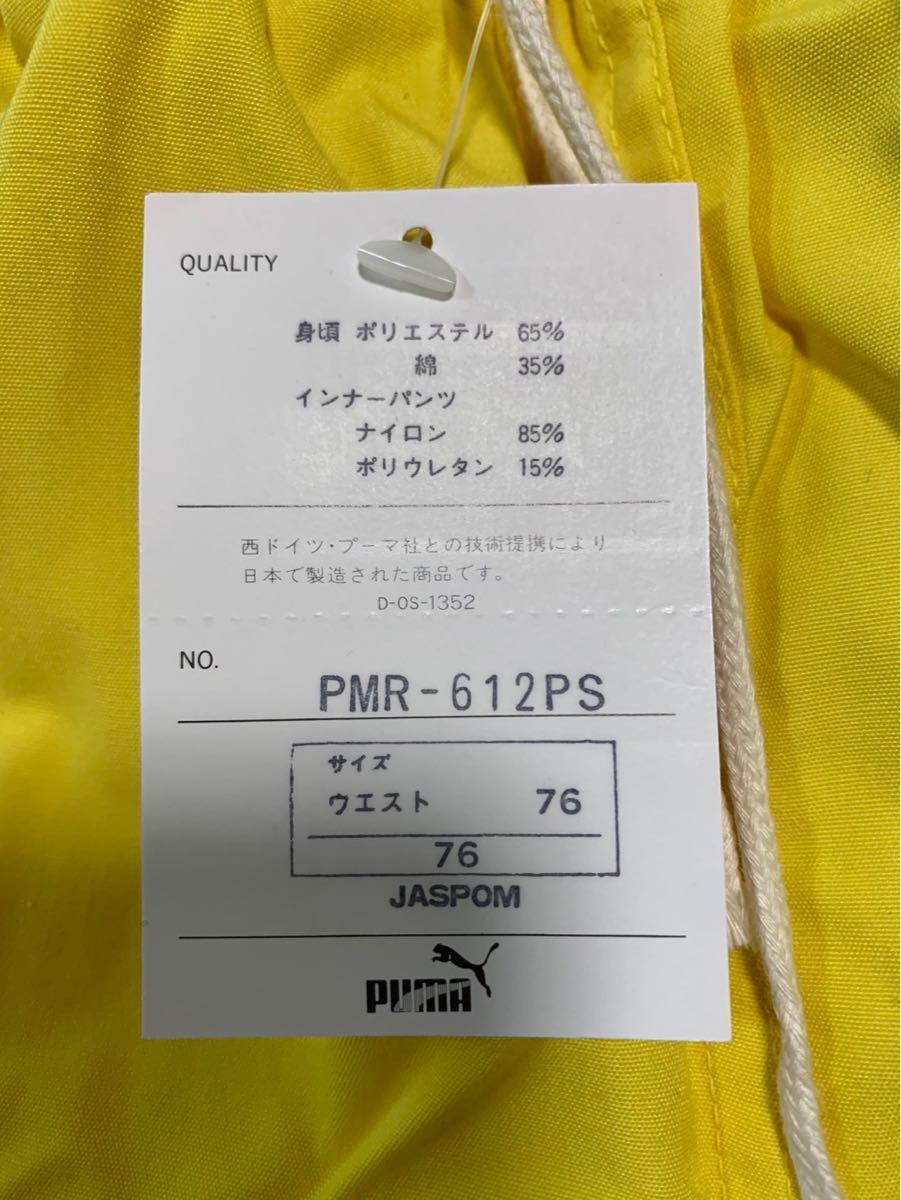 QUALITY
身頃 ポリエステル 65%
綿 35%
インナーパンツ
ナイロン 85%
ポリウレタン 15%
西ドイツ・プーマ社との技術提携により
日本で製造された商品です。
D-OS-1352
NO.
PMR-612PS
サイズ
ウエスト 76
76
JASPOM
PUMA